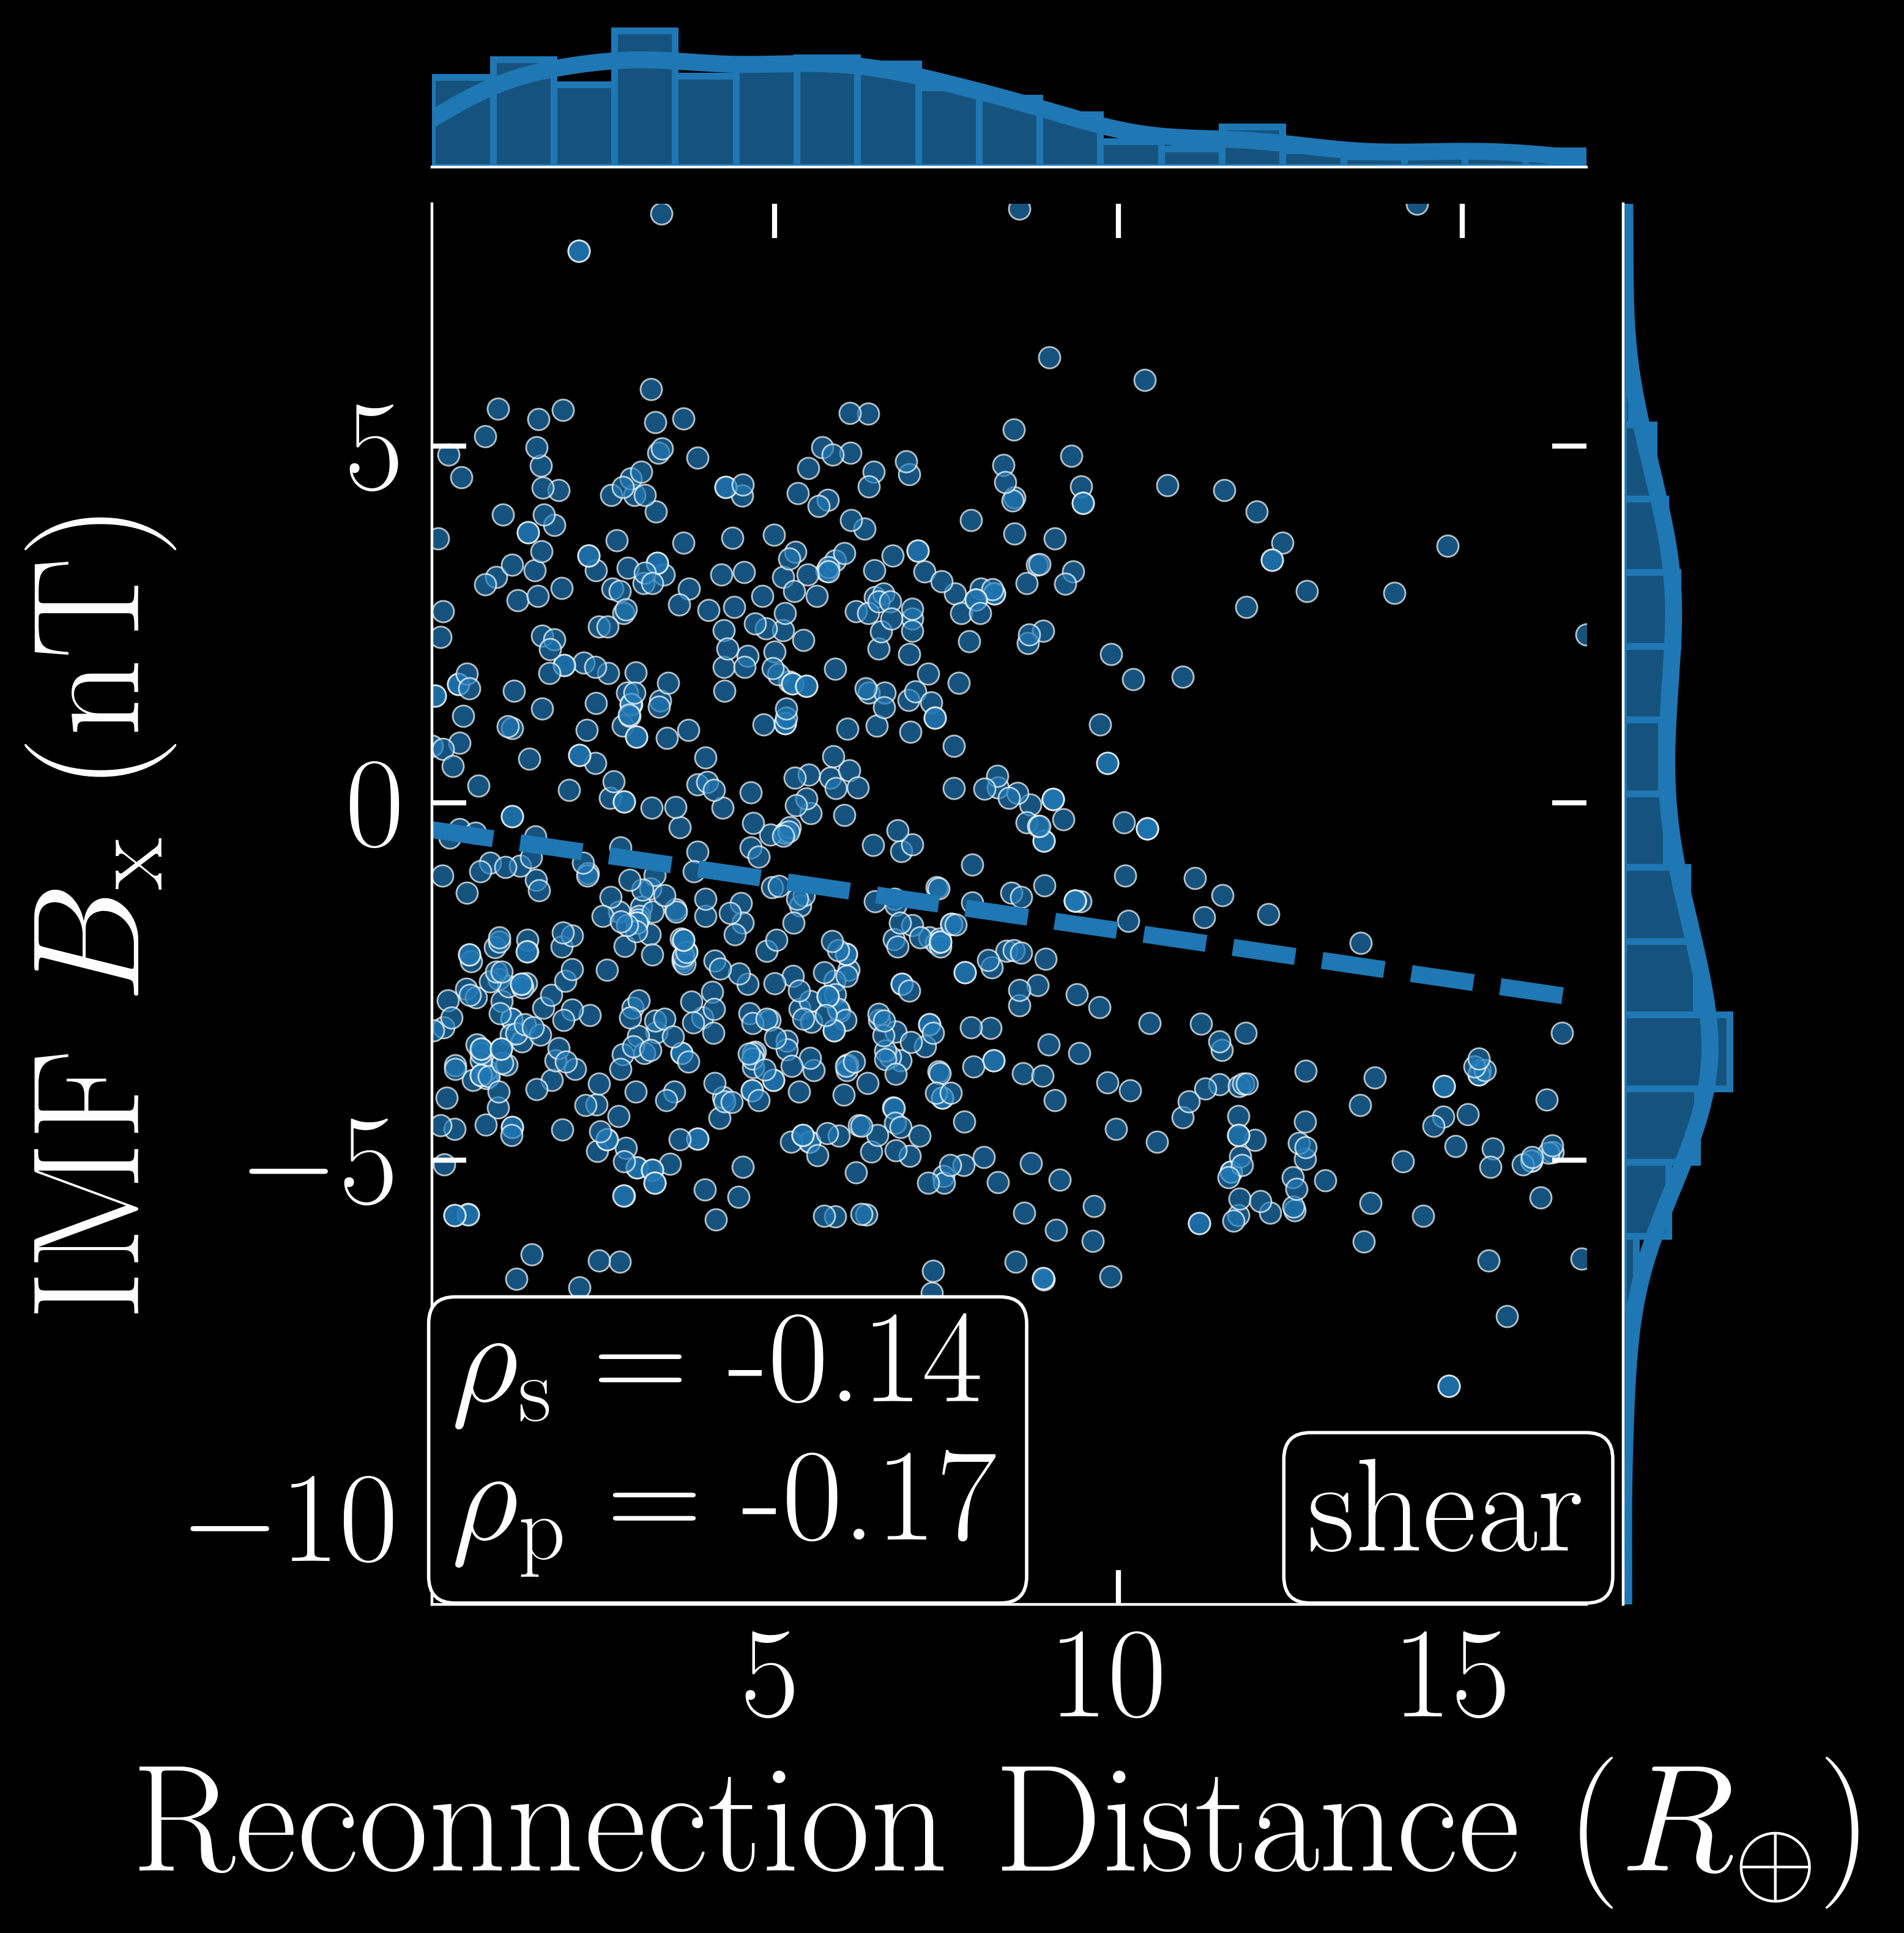 IMF Bₓ (nT)
5
0
−5
−10
ρₛ = -0.14
ρₚ = -0.17
shear
5 10 15
Reconnection Distance (R⊕)